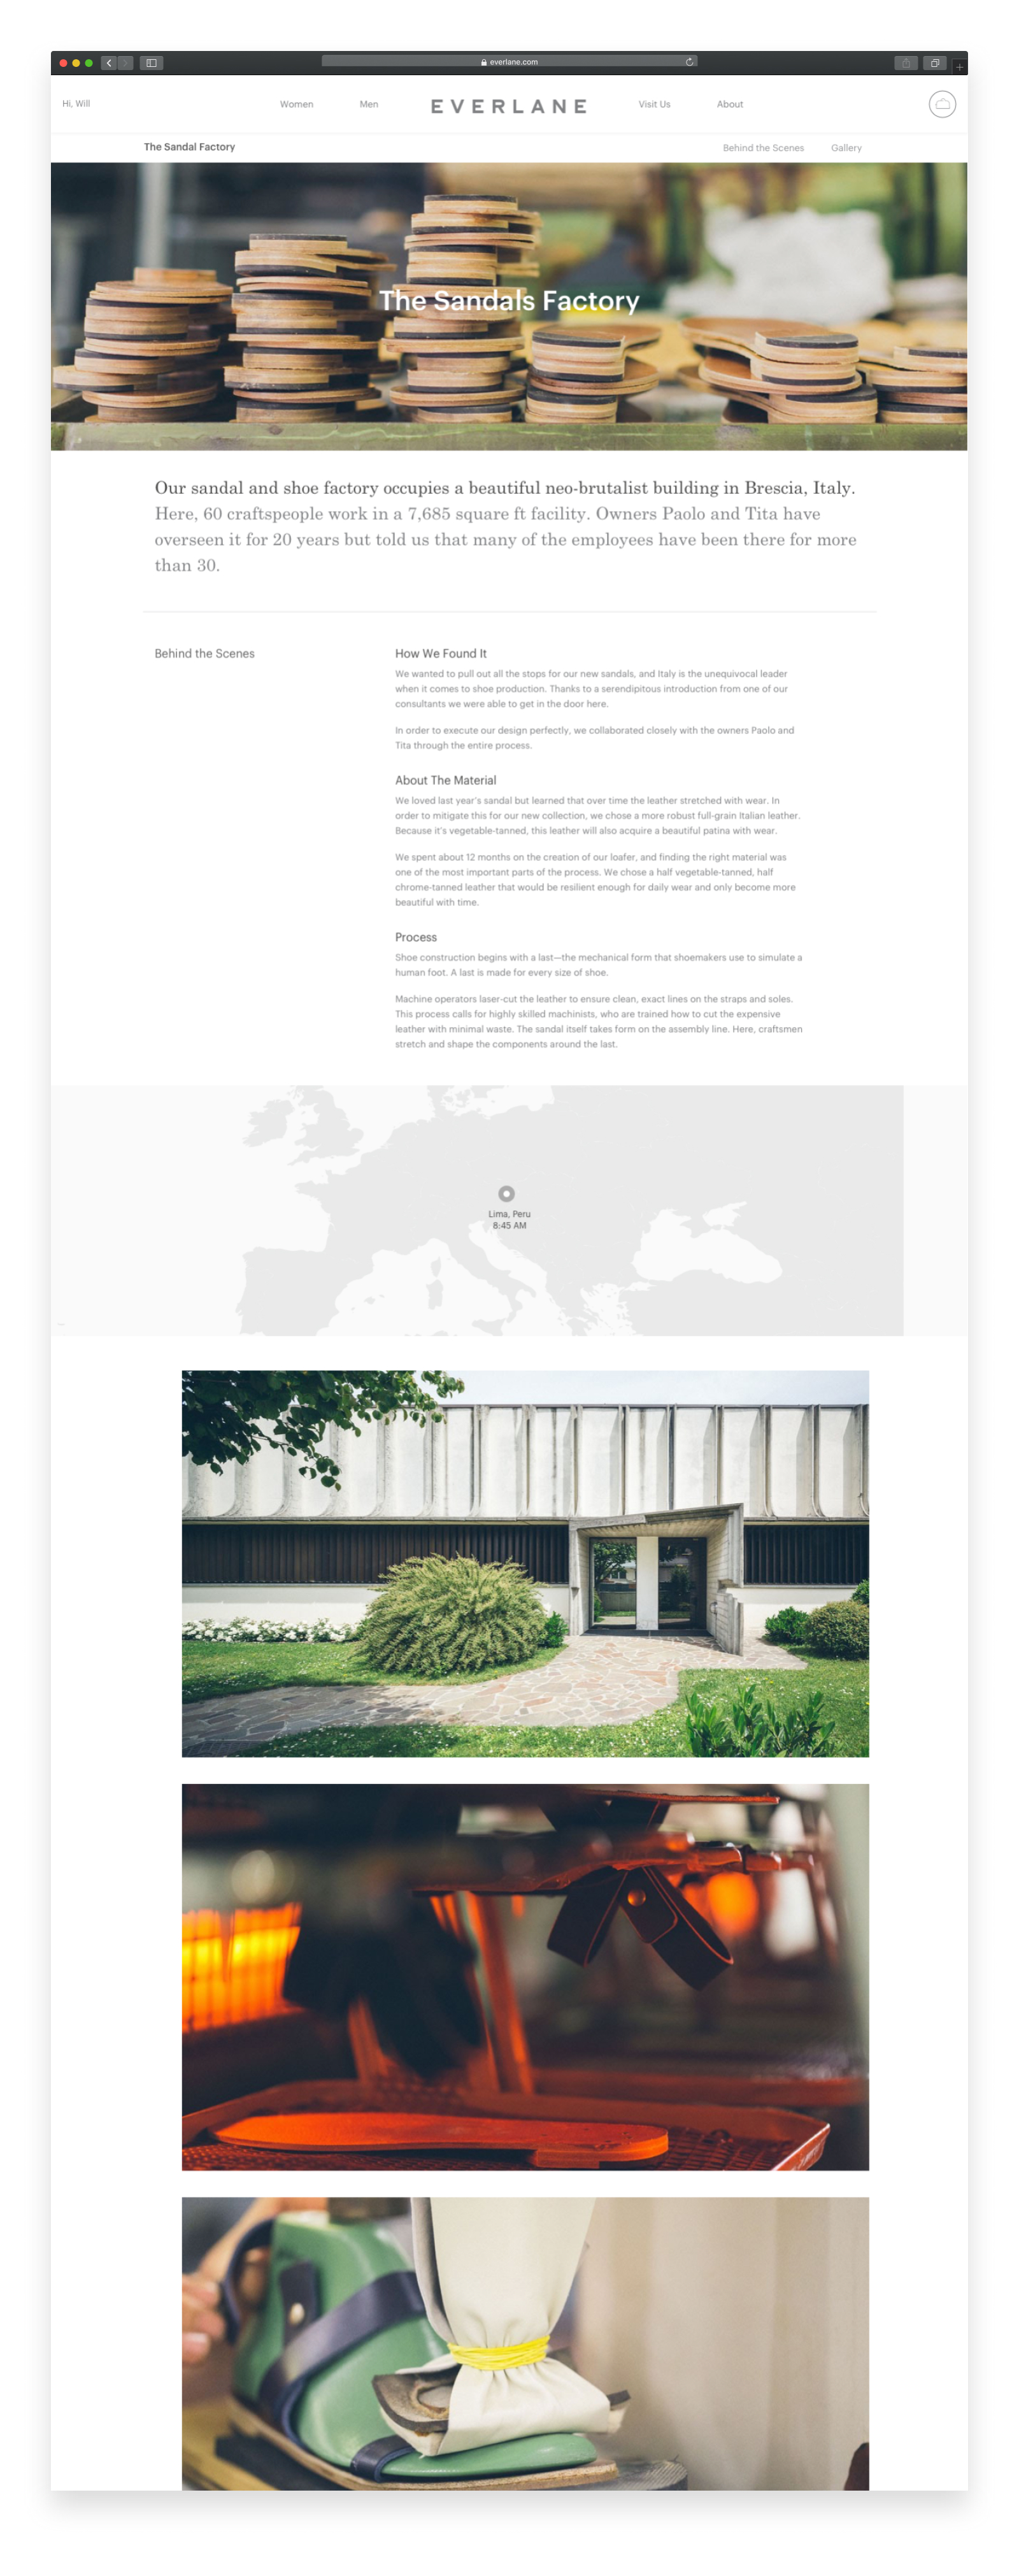 everlane.com
Hi, Will
Women
Men
EVERLANE
Visit Us
About
The Sandal Factory
Behind the Scenes
Gallery
The Sandals Factory
Our sandal and shoe factory occupies a beautiful neo-brutalist building in Brescia, Italy.
Here, 60 craftspeople work in a 7,685 square ft facility. Owners Paolo and Tita have
overseen it for 20 years but told us that many of the employees have been there for more
than 30.
Behind the Scenes
How We Found It
We wanted to pull out all the stops for our new sandals, and Italy is the unequivocal leader
when it comes to shoe production. Thanks to a serendipitous introduction from one of our
consultants we were able to get in the door here.
In order to execute our design perfectly, we collaborated closely with the owners Paolo and
Tita through the entire process.
About The Material
We loved last year's sandal but learned that over time the leather stretched with wear. In
order to mitigate this for our new collection, we chose a more robust full-grain Italian leather.
Because it's vegetable-tanned, this leather will also acquire a beautiful patina with wear.
We spent about 12 months on the creation of our loafer, and finding the right material was
one of the most important parts of the process. We chose a half vegetable-tanned, half
chrome-tanned leather that would be resilient enough for daily wear and only become more
beautiful with time.
Process
Shoe construction begins with a last—the mechanical form that shoemakers use to simulate a
human foot. A last is made for every size of shoe.
Machine operators laser-cut the leather to ensure clean, exact lines on the straps and soles.
This process calls for highly skilled machinists, who are trained how to cut the expensive
leather with minimal waste. The sandal itself takes form on the assembly line. Here, craftsmen
stretch and shape the components around the last.
Lima, Peru
8:45 AM